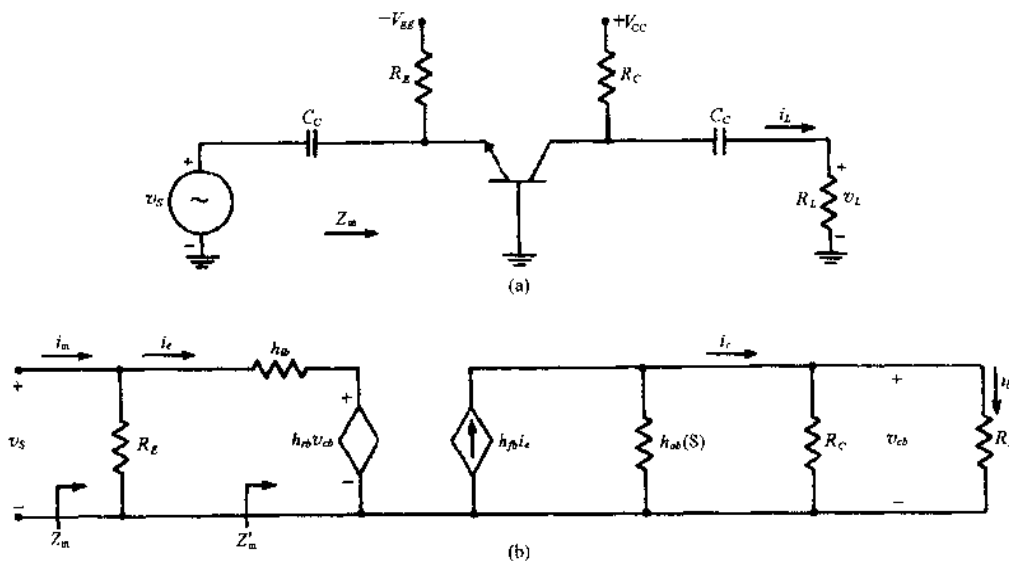 −V_EE +V_CC
R_E R_C
C_C C_C i_L
+ +
v_S ~ Z_in R_L v_L
− −
(a)
i_in i_e h_ib i_c i_L
+ + +
v_S R_E h_rb v_cb h_fb i_e h_ob(S) R_C v_cb
− − −
Z_in Z'_in
(b)